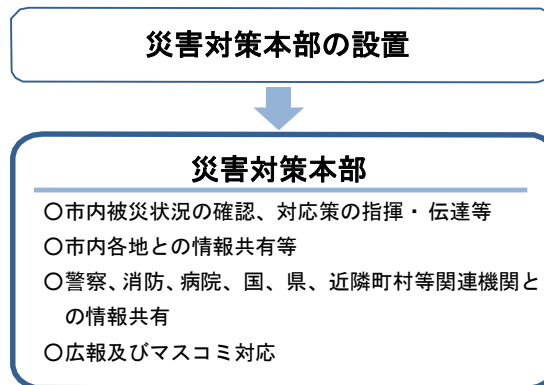 災害対策本部の設置
災害対策本部
〇市内被災状況の確認、対応策の指揮・伝達等
〇市内各地との情報共有等
〇警察、消防、病院、国、県、近隣町村等関連機関と
の情報共有
〇広報及びマスコミ対応